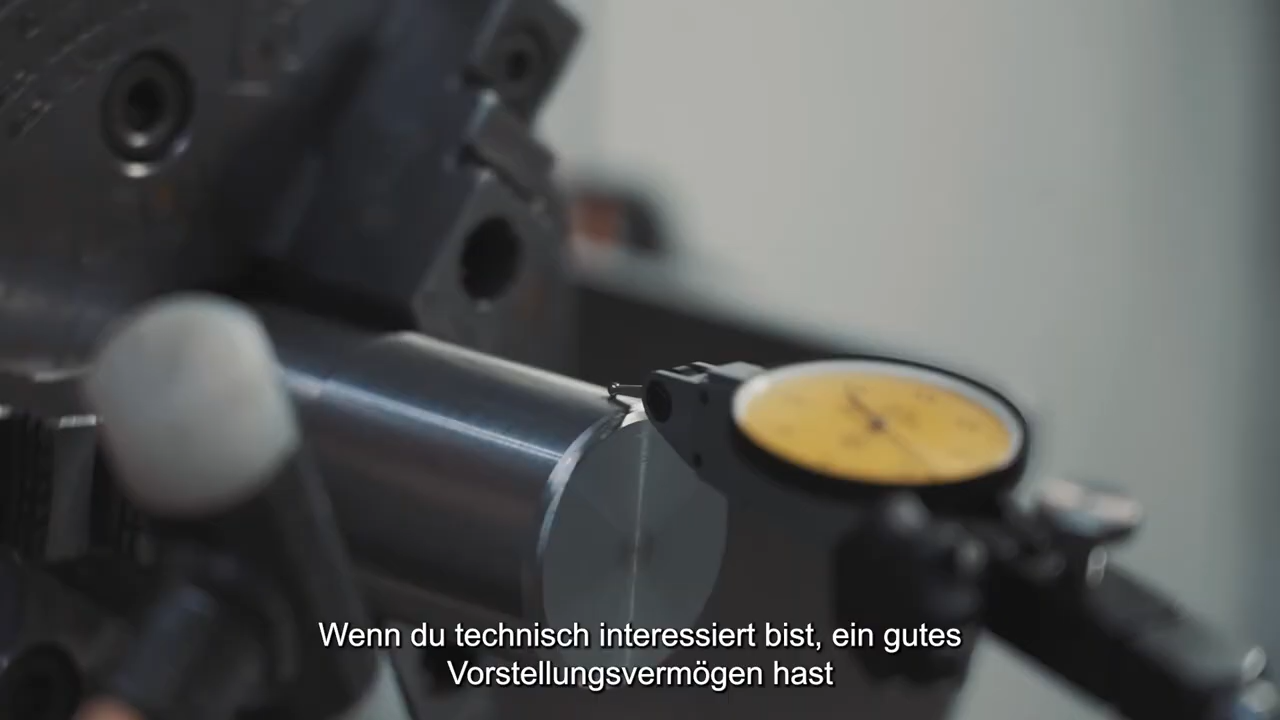 Wenn du technisch interessiert bist, ein gutes
Vorstellungsvermögen hast